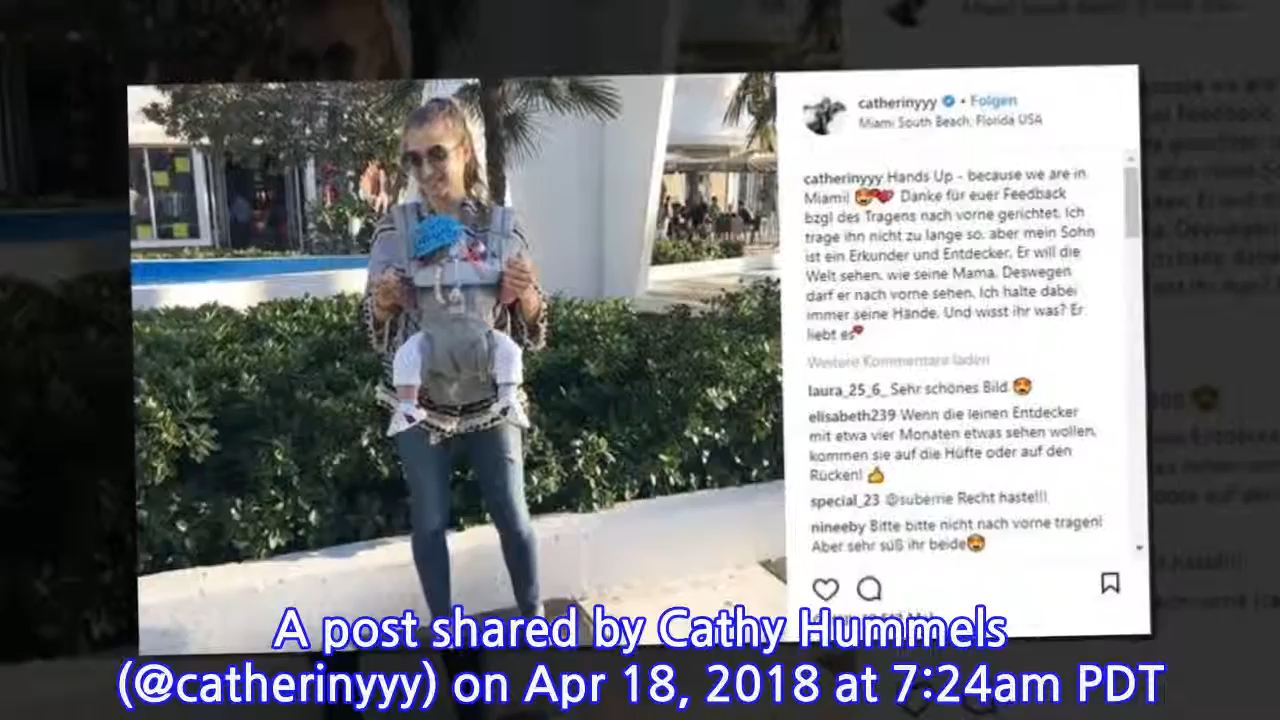 catherinyyy • Folgen
Miami South Beach, Florida USA
catherinyyy Hands Up - because we are in
Miami! 😍💕 Danke für euer Feedback
bzgl des Tragens nach vorne gerichtet. Ich
trage ihn nicht zu lange so, aber mein Sohn
ist ein Erkunder und Entdecker. Er will die
Welt sehen, wie seine Mama. Deswegen
darf er nach vorne sehen. Ich halte dabei
immer seine Hände. Und wisst ihr was? Er
liebt es
Weitere Kommentare laden
laura_25_6_ Sehr schönes Bild 😍
elisabeth239 Wenn die leinen Entdecker
mit etwa vier Monaten etwas sehen wollen,
kommen sie auf die Hüfte oder auf den
Rücken! 👍
special_23 @suberrie Recht haste!!!
nineeby Bitte bitte nicht nach vorne tragen!
Aber sehr süß ihr beide😍
A post shared by Cathy Hummels
(@catherinyyy) on Apr 18, 2018 at 7:24am PDT